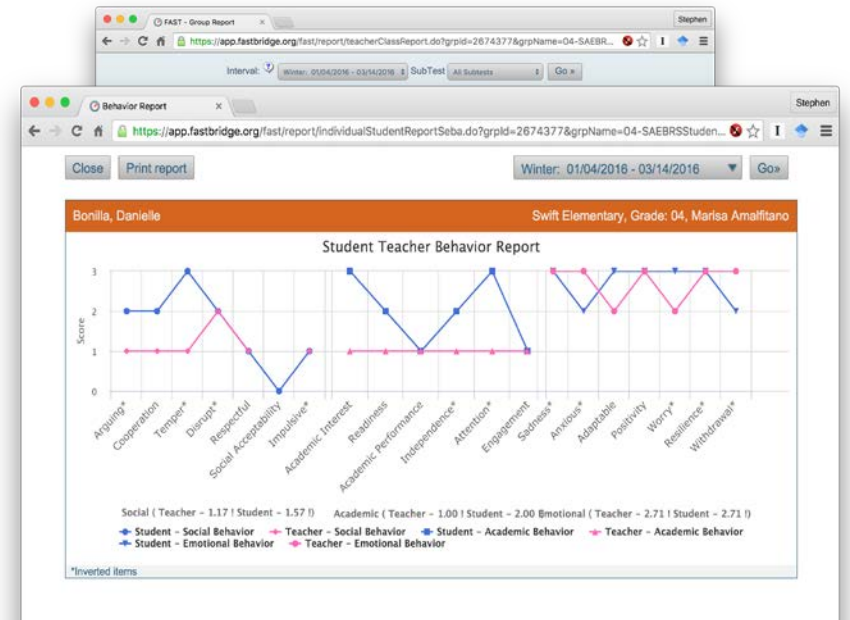 FAST - Group Report
Stephen
https://app.fastbridge.org/fast/report/teacherClassReport.do?grpId=2674377&grpName=04-SAEBR...
Interval: Winter: 01/04/2016 - 03/14/2016 SubTest All Subtests Go »
Behavior Report
Stephen
https://app.fastbridge.org/fast/report/individualStudentReportSeba.do?grpId=2674377&grpName=04-SAEBRSStuden...
Close Print report Winter: 01/04/2016 - 03/14/2016 Go»
Bonilla, Danielle Swift Elementary, Grade: 04, Marisa Amalfitano
Student Teacher Behavior Report
Score
3
2
1
0
Arguing*
Cooperation
Temper*
Disrupt*
Respectful
Social Acceptability
Impulsive*
Academic Interest
Readiness
Academic Performance
Independence*
Attention*
Engagement
Sadness*
Anxious*
Adaptable
Positivity
Worry*
Resilience*
Withdrawal*
Social ( Teacher - 1.17 ! Student - 1.57 !) Academic ( Teacher - 1.00 ! Student - 2.00 Emotional ( Teacher - 2.71 ! Student - 2.71 !)
Student - Social Behavior Teacher - Social Behavior Student - Academic Behavior Teacher - Academic Behavior
Student - Emotional Behavior Teacher - Emotional Behavior
*Inverted items